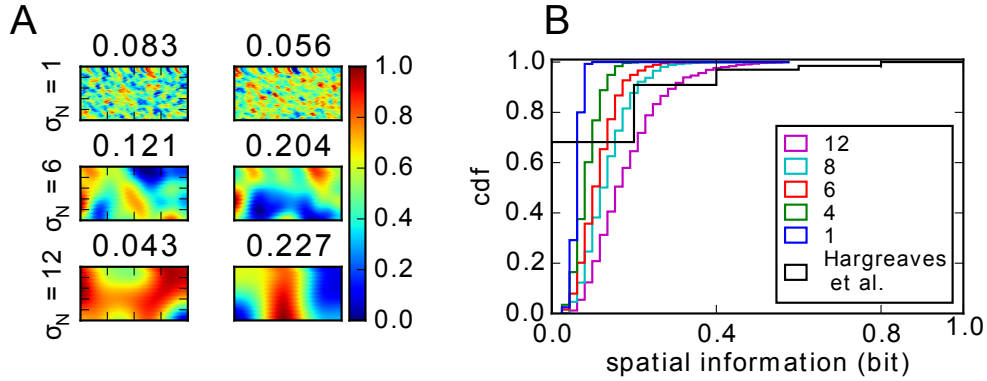 A
0.083 0.056
σN = 1
0.121 0.204
σN = 6
0.043 0.227
σN = 12
1.0
0.8
0.6
0.4
0.2
0.0
B
1.0
0.8
0.6
0.4
0.2
0.0
cdf
12
8
6
4
1
Hargreaves
et al.
0.0 0.4 0.8 1.0
spatial information (bit)